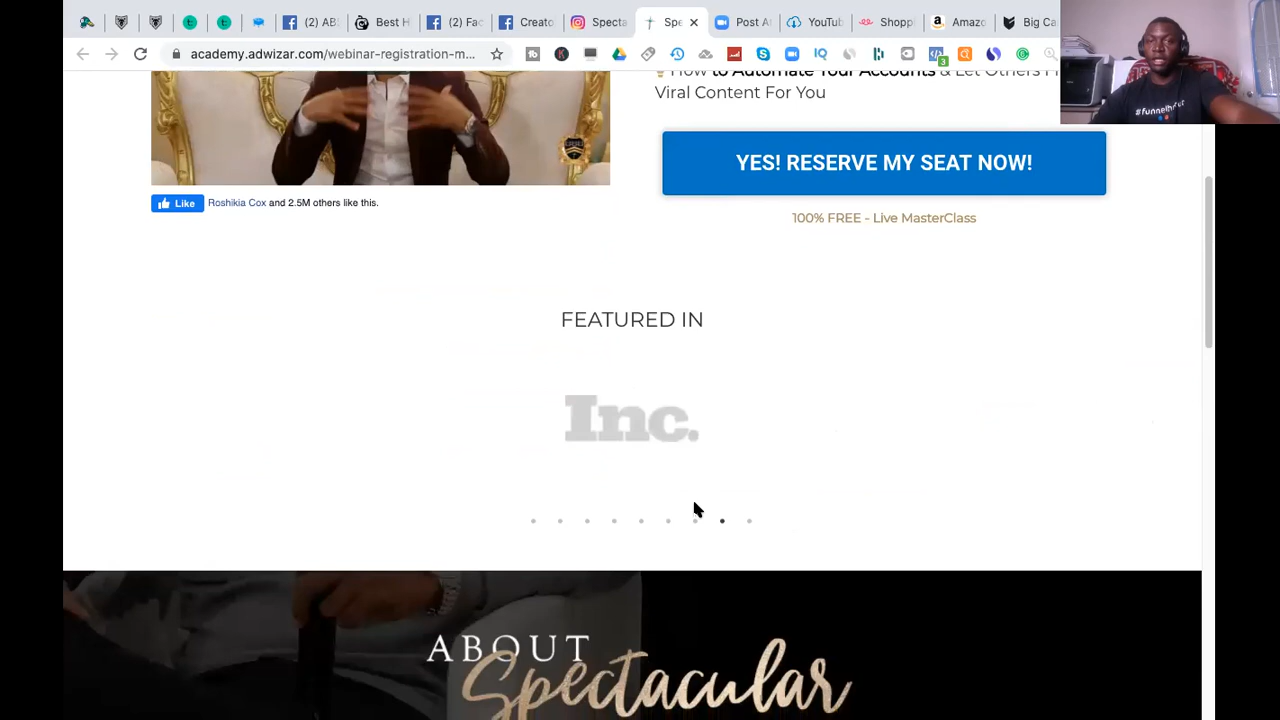 (2) AB
Best H
(2) Fac
Creato
Specta
Spe
Post A
YouTub
Shopp
Amazo
Big Ca
academy.adwizar.com/webinar-registration-m...
IQ
3
How to Automate Your Accounts & Let Others
Viral Content For You
YES! RESERVE MY SEAT NOW!
Like Roshikia Cox and 2.5M others like this.
100% FREE - Live MasterClass
FEATURED IN
Inc.
ABOUT
Spectacular